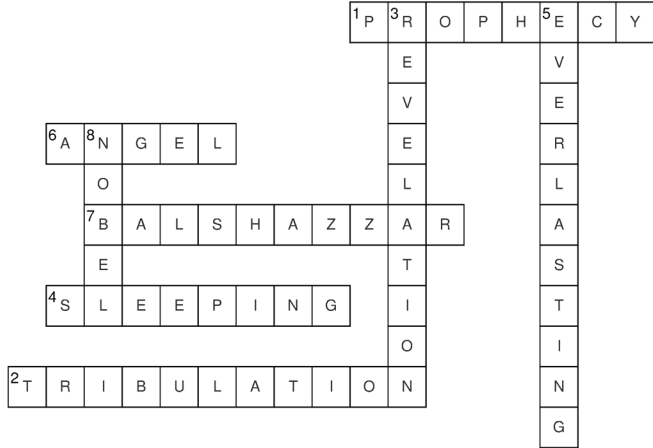 1 P 3 R O P H 5 E C Y
E V
V E
6 A 8 N G E L E R
O L L
7 B A L S H A Z Z A R A
E T S
4 S L E E P I N G I T
O I
2 T R I B U L A T I O N N
G